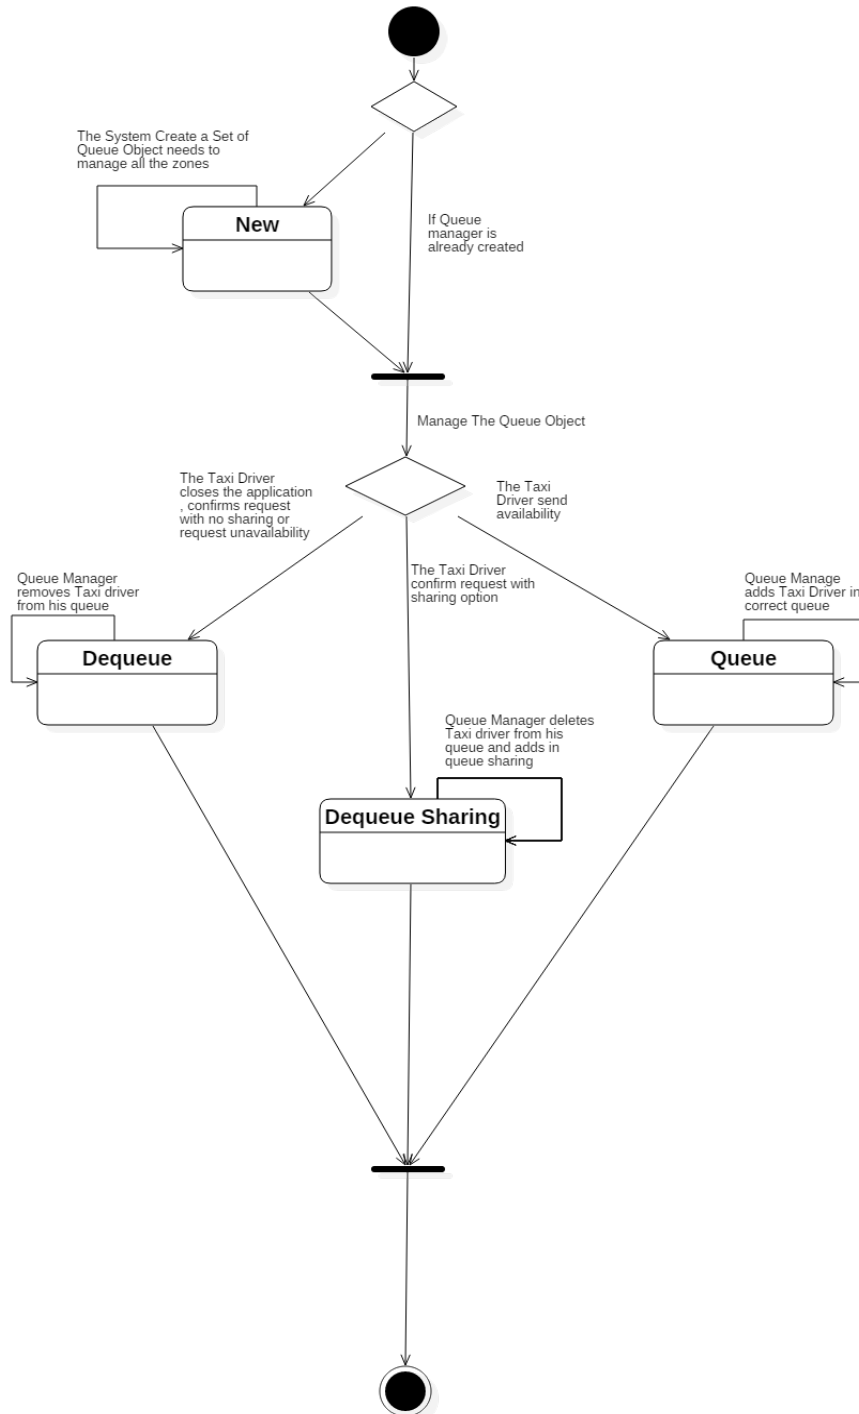 The System Create a Set of
Queue Object needs to
manage all the zones
New
If Queue
manager is
already created
Manage The Queue Object
The Taxi Driver
closes the application
, confirms request
with no sharing or
request unavailability
The Taxi
Driver send
availability
The Taxi Driver
confirm request with
sharing option
Queue Manager
removes Taxi driver
from his queue
Queue Manage
adds Taxi Driver in
correct queue
Dequeue
Queue
Queue Manager deletes
Taxi driver from his
queue and adds in
queue sharing
Dequeue Sharing